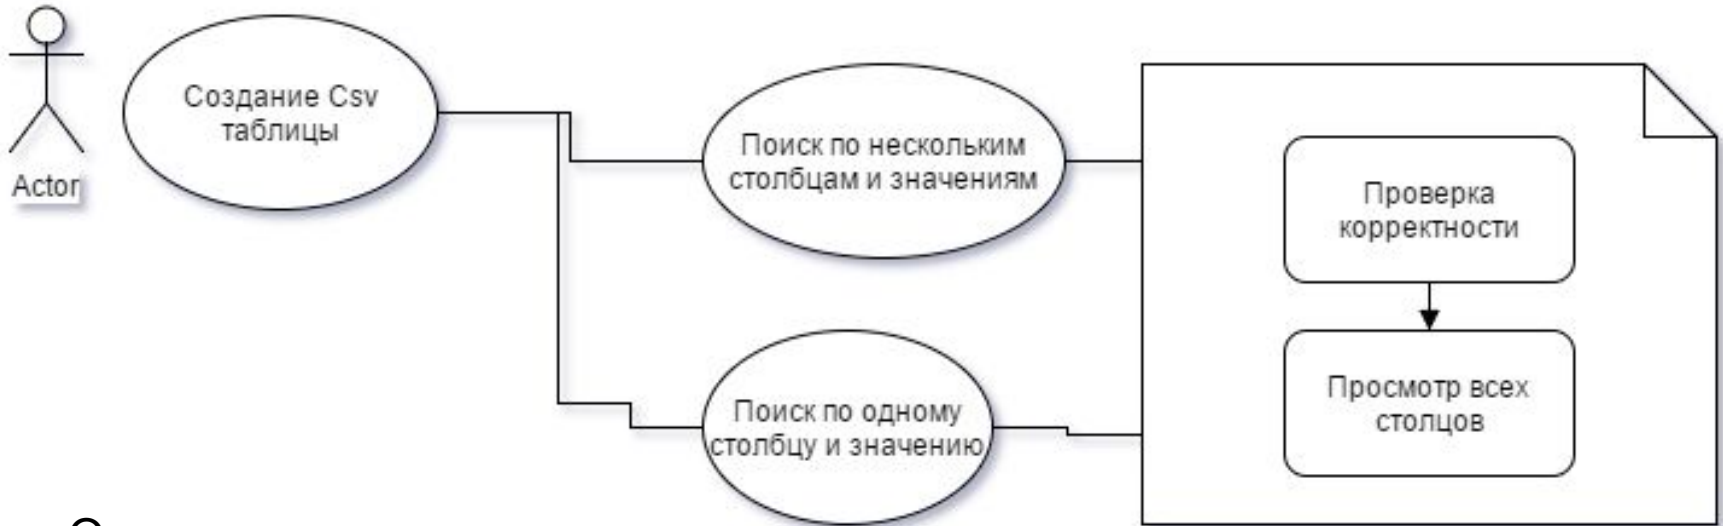 Actor
Создание Csv
таблицы
Поиск по нескольким
столбцам и значениям
Поиск по одному
столбцу и значению
Проверка
корректности
Просмотр всех
столцов